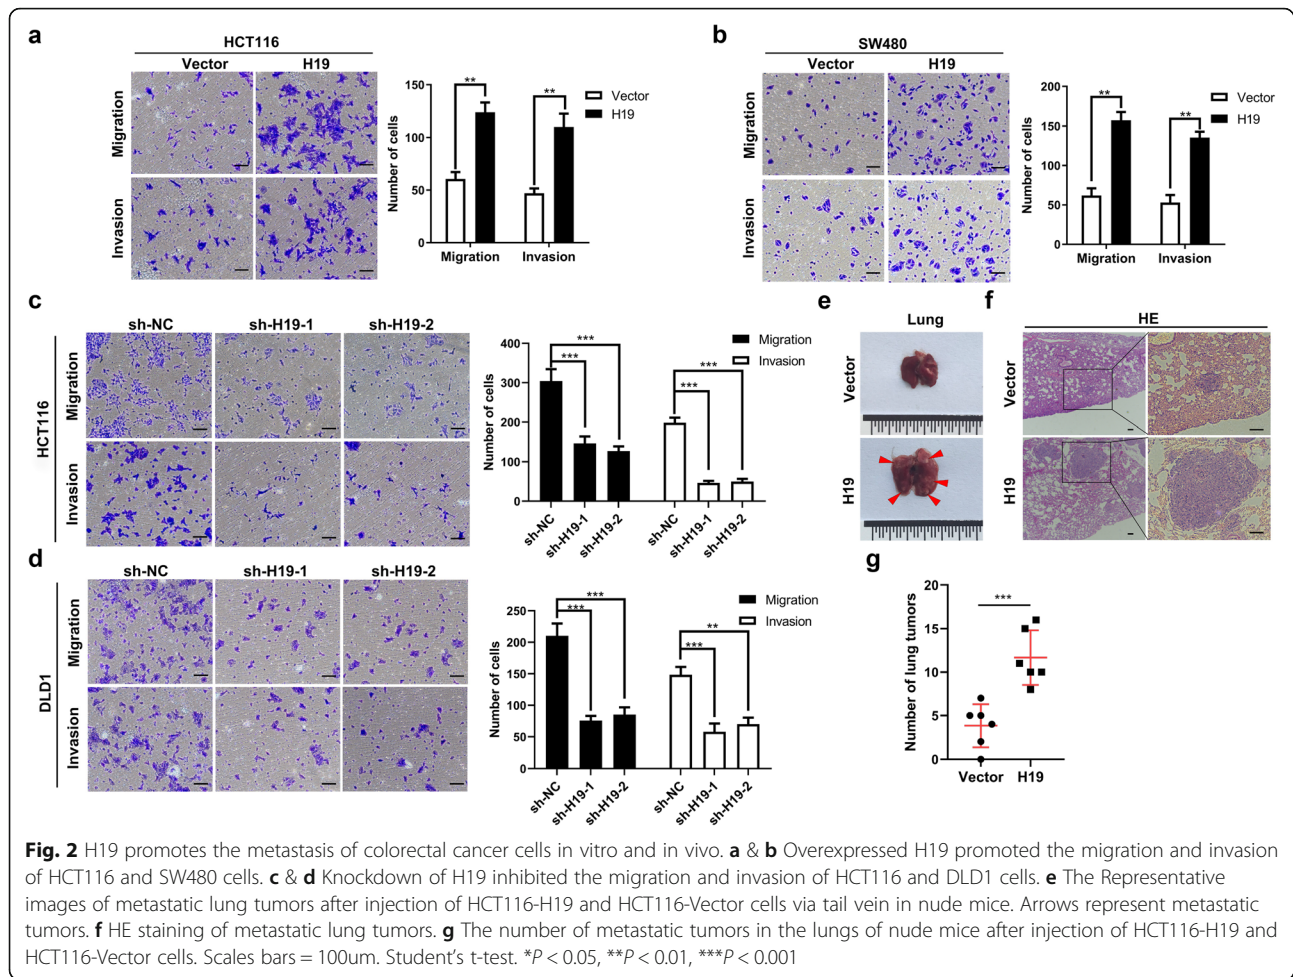 a
HCT116
Vector
H19
Migration
Invasion
Number of cells
150
100
50
0
**
**
Vector
H19
Migration
Invasion
b
SW480
Vector
H19
Migration
Invasion
Number of cells
200
150
100
50
0
**
**
Vector
H19
Migration
Invasion
c
sh-NC
sh-H19-1
sh-H19-2
HCT116
Migration
Invasion
Number of cells
400
300
200
100
0
***
***
***
***
Migration
Invasion
sh-NC
sh-H19-1
sh-H19-2
sh-NC
sh-H19-1
sh-H19-2
d
sh-NC
sh-H19-1
sh-H19-2
DLD1
Migration
Invasion
Number of cells
250
200
150
100
50
0
***
***
**
***
Migration
Invasion
sh-NC
sh-H19-1
sh-H19-2
sh-NC
sh-H19-1
sh-H19-2
e
Lung
Vector
H19
f
HE
Vector
H19
g
Number of lung tumors
20
15
10
5
0
***
Vector
H19
Fig. 2 H19 promotes the metastasis of colorectal cancer cells in vitro and in vivo. a & b Overexpressed H19 promoted the migration and invasion
of HCT116 and SW480 cells. c & d Knockdown of H19 inhibited the migration and invasion of HCT116 and DLD1 cells. e The Representative
images of metastatic lung tumors after injection of HCT116-H19 and HCT116-Vector cells via tail vein in nude mice. Arrows represent metastatic
tumors. f HE staining of metastatic lung tumors. g The number of metastatic tumors in the lungs of nude mice after injection of HCT116-H19 and
HCT116-Vector cells. Scales bars = 100um. Student's t-test. *P < 0.05, **P < 0.01, ***P < 0.001